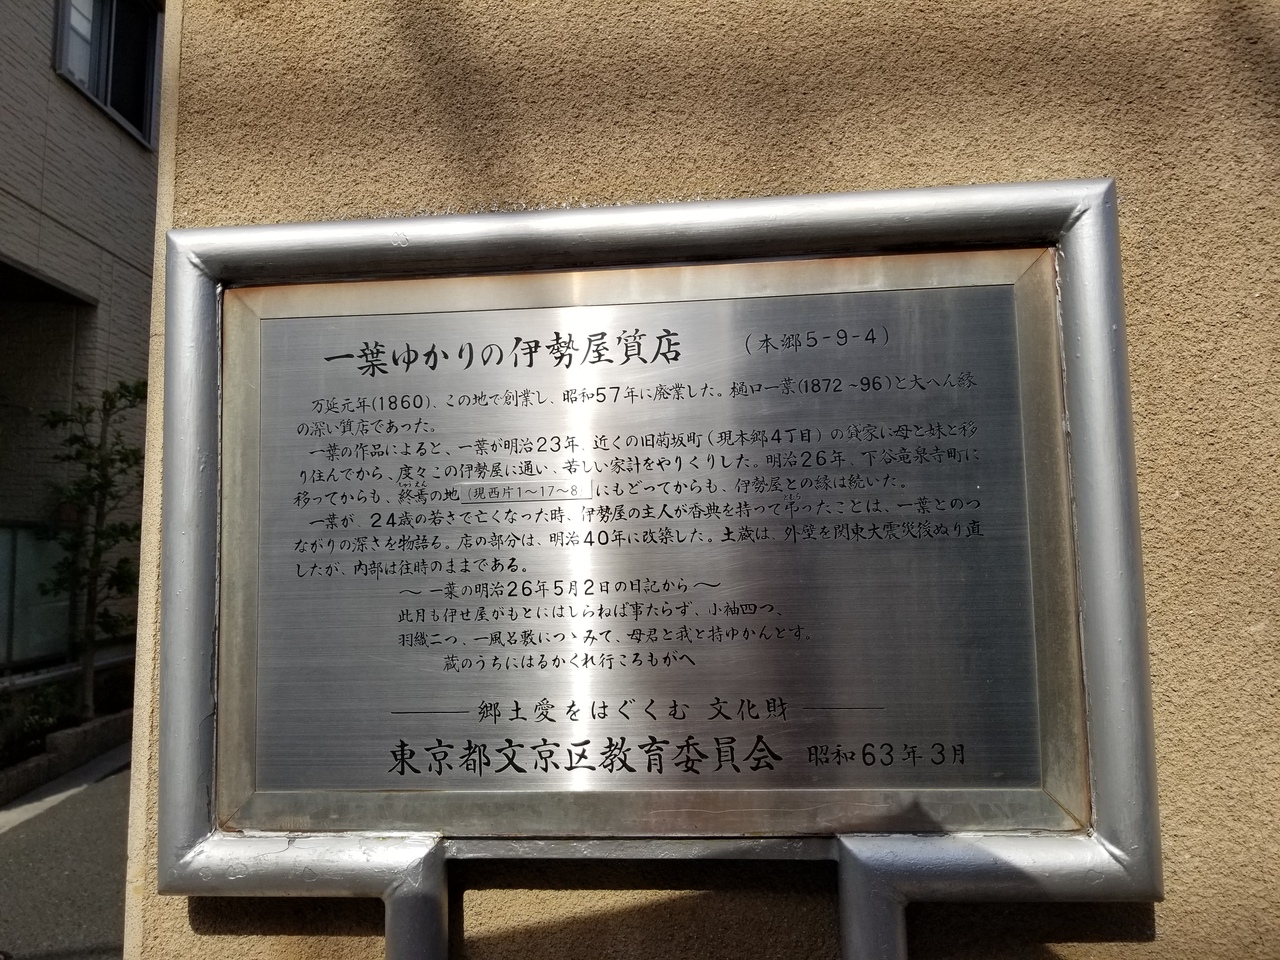 一葉ゆかりの伊勢屋質店 (本郷5-9-4)
万延元年(1860)、この地で創業し、昭和57年に廃業した。樋口一葉(1872~96)と大へん縁
の深い質店であった。
一葉の作品によると、一葉が明治23年、近くの旧菊坂町(現本郷4丁目)の貸家に母と妹と移
り住んでから、度々この伊勢屋に通い、苦しい家計をやりくりした。明治26年、下谷竜泉寺町に
移ってからも、終焉の地(現西片1~17~8)にもどってからも、伊勢屋との縁は続いた。
一葉が、24歳の若さで亡くなった時、伊勢屋の主人が香典を持って弔ったことは、一葉とのつ
ながりの深さを物語る。店の部分は、明治40年に改築した。土蔵は、外壁を関東大震災後ぬり直
したが、内部は往時のままである。
～一葉の明治26年5月2日の日記から～
此月も伊せ屋がもとにはしらねば事たらず、小袖四つ、
羽織二つ、一風呂敷につゝみて、母君と我と持ゆかんとす。
蔵のうちにはるかくれ行ころもがへ
郷土愛をはぐくむ 文化財
東京都文京区教育委員会 昭和63年3月